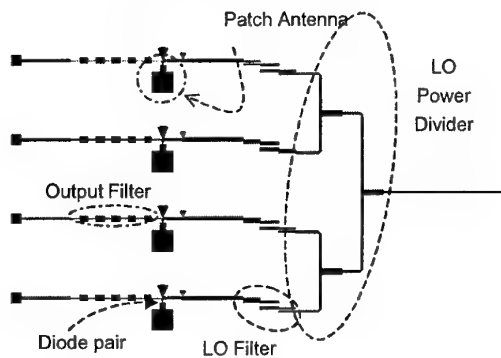 Patch Antenna
LO
Power
Divider
Output Filter
Diode pair
LO Filter